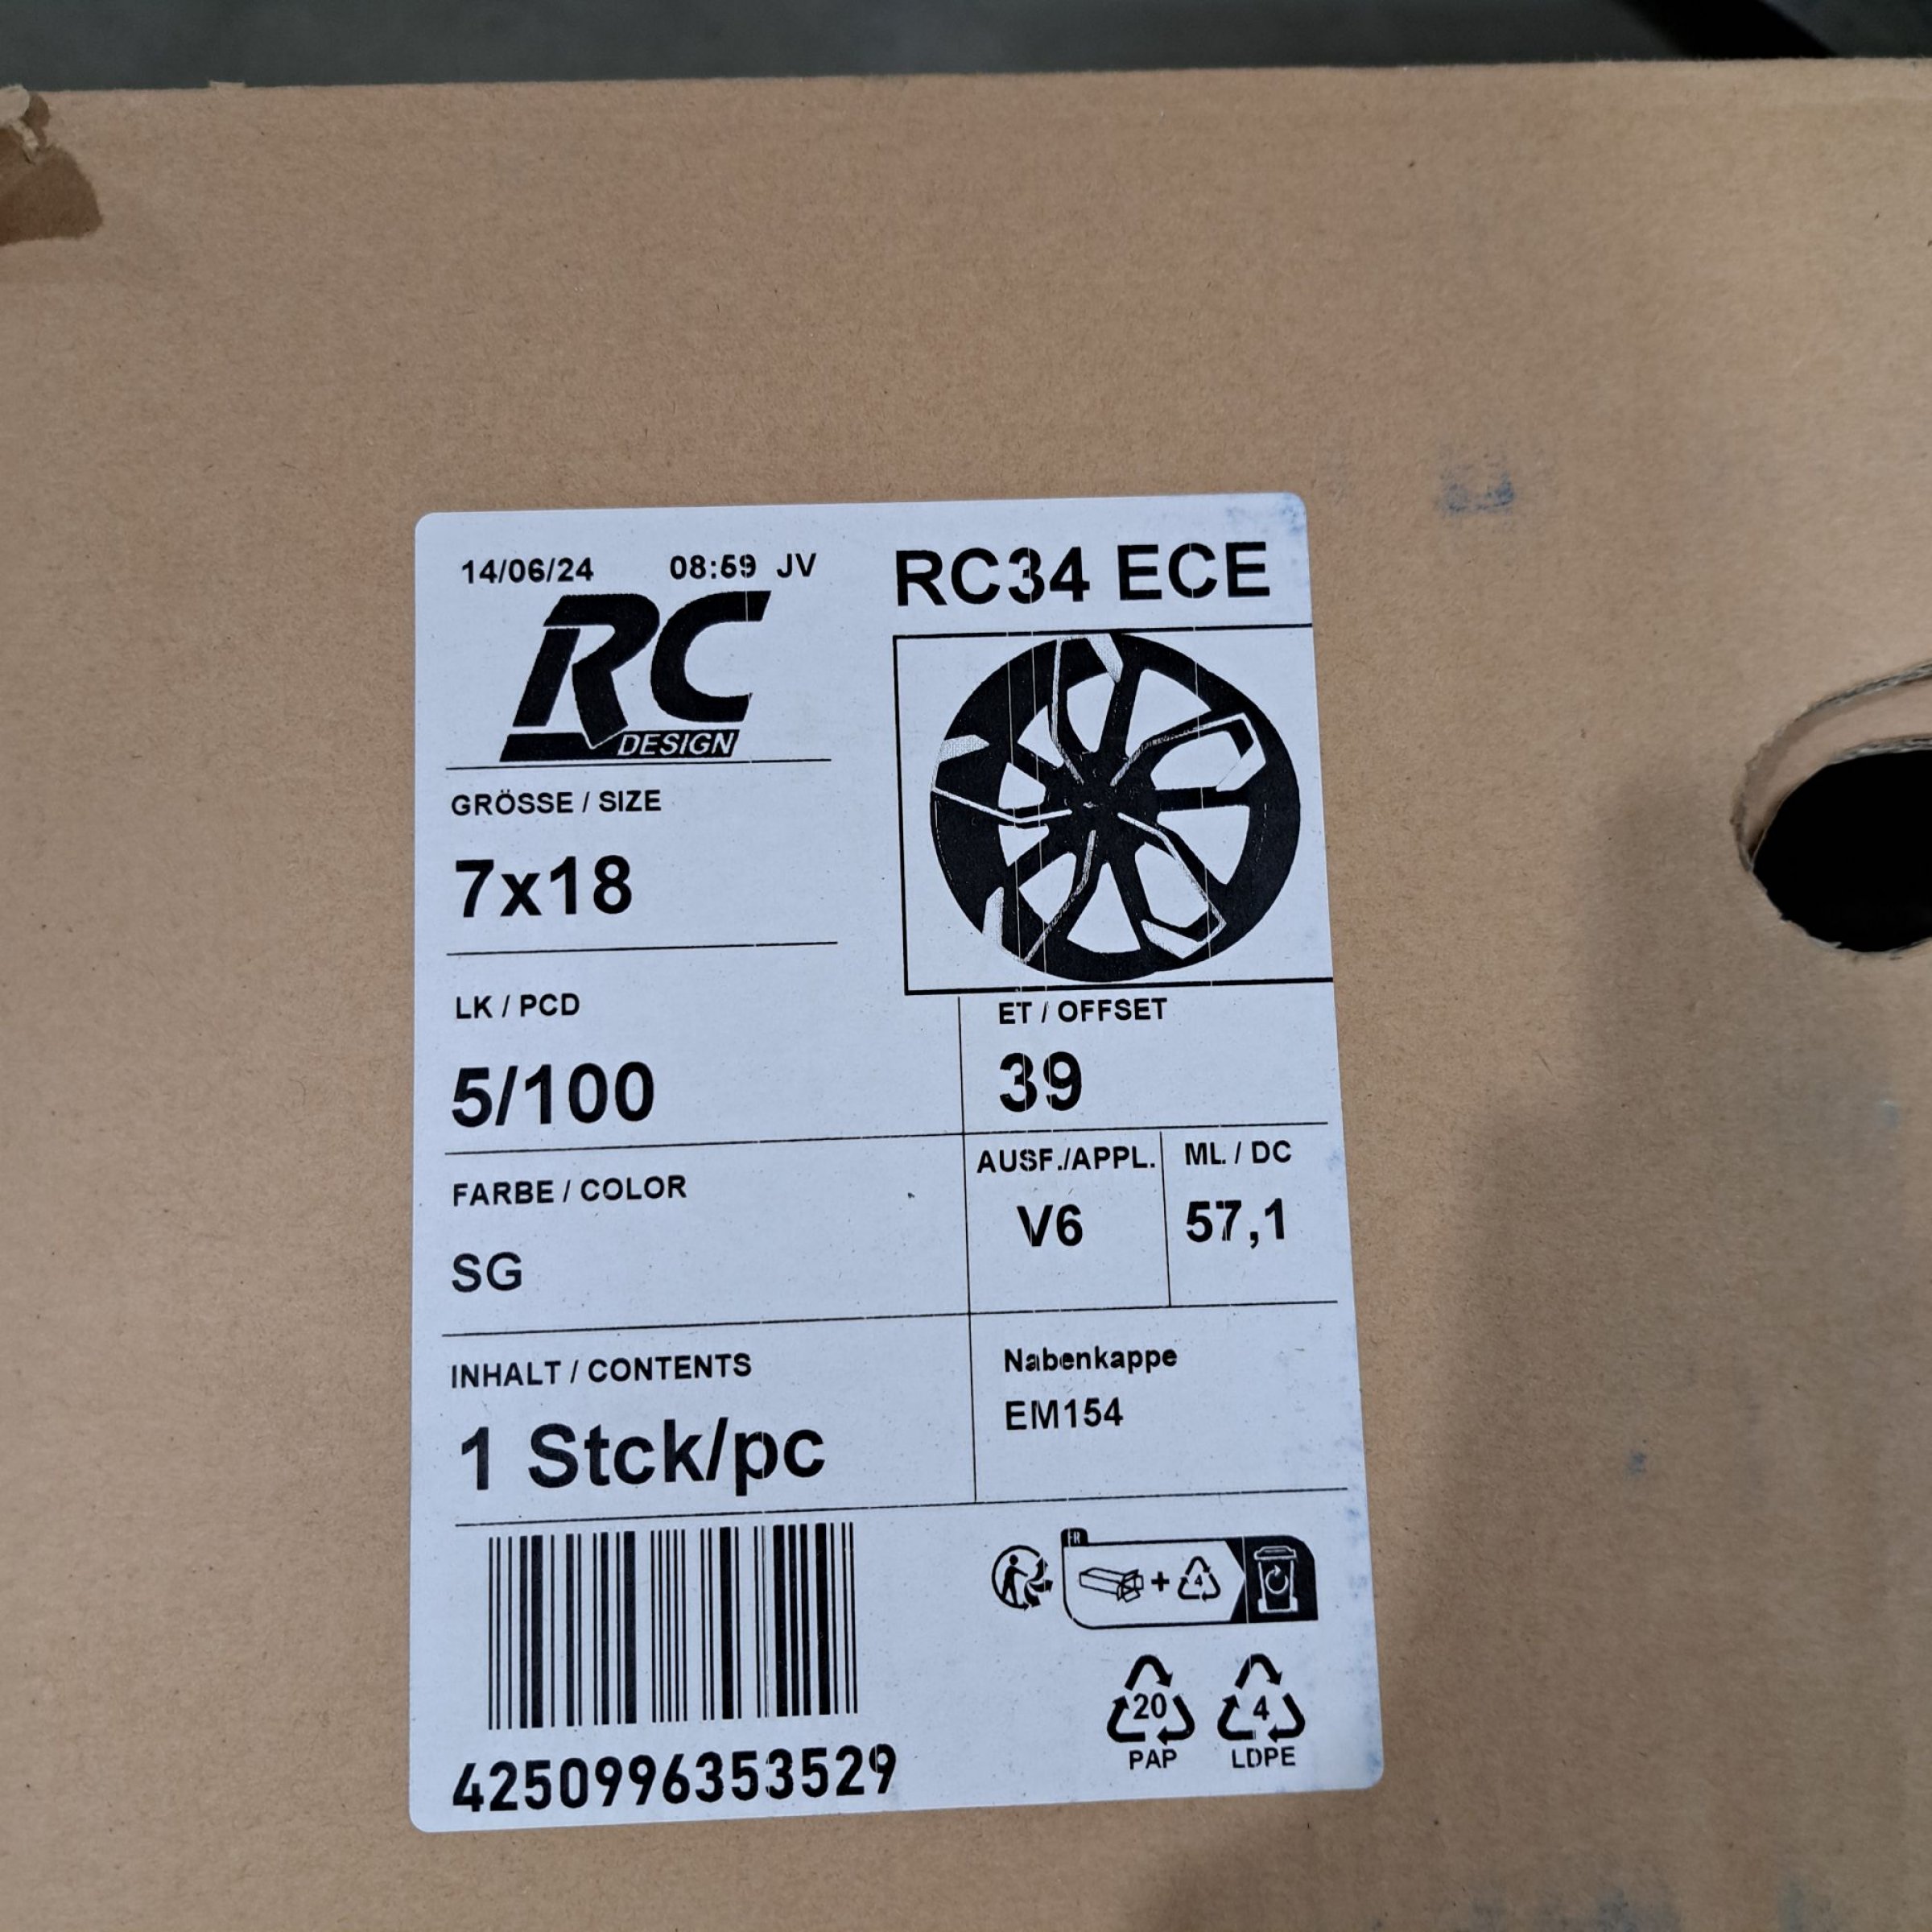 14/06/24 08:59 JV
RC34 ECE
RC
DESIGN
GRÖSSE / SIZE
7x18
LK / PCD
5/100
ET / OFFSET
39
FARBE / COLOR
SG
AUSF./APPL.
V6
ML / DC
57,1
INHALT / CONTENTS
1 Stck/pc
Nabenkappe
EM154
FR
+
4
4250996353529
20
PAP
4
LDPE